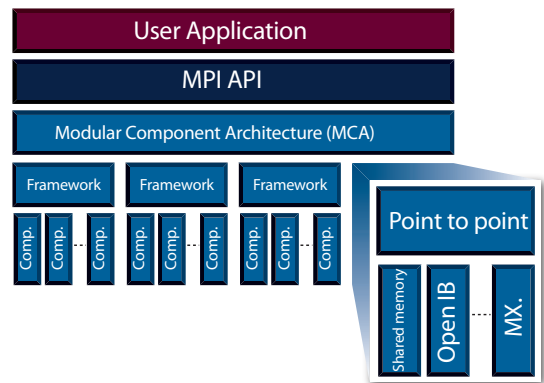 User Application
MPI API
Modular Component Architecture (MCA)
Framework
Framework
Framework
Comp.
Comp.
Comp.
Comp.
Comp.
Comp.
Comp.
Comp.
Comp.
Point to point
Shared memory
Open IB
MX.